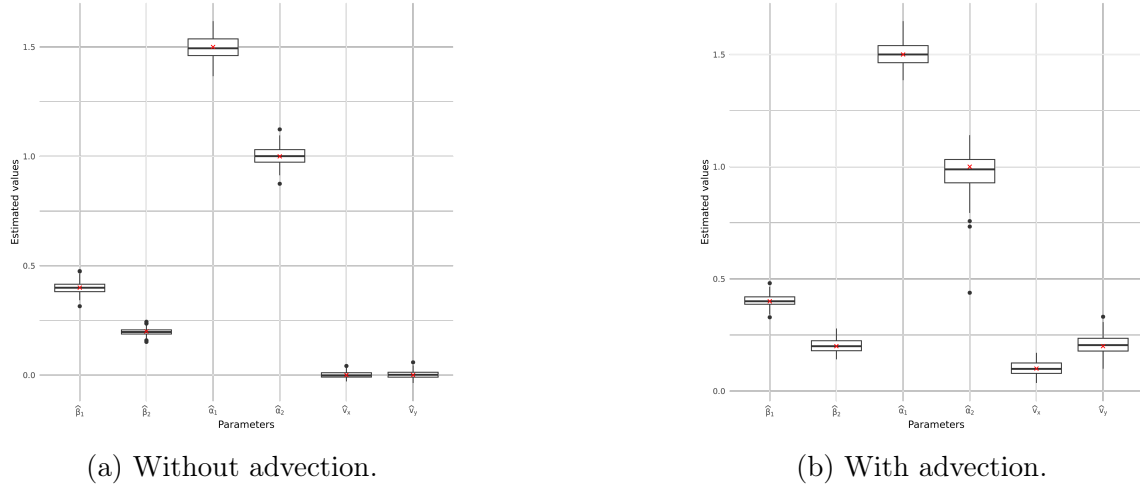 Estimated values
1.5
1.0
0.5
0.0
β̂₁
β̂₂
α̂₁
α̂₂
v̂ₓ
v̂ᵧ
Parameters
(a) Without advection.
Estimated values
1.5
1.0
0.5
0.0
β̂₁
β̂₂
α̂₁
α̂₂
v̂ₓ
v̂ᵧ
Parameters
(b) With advection.